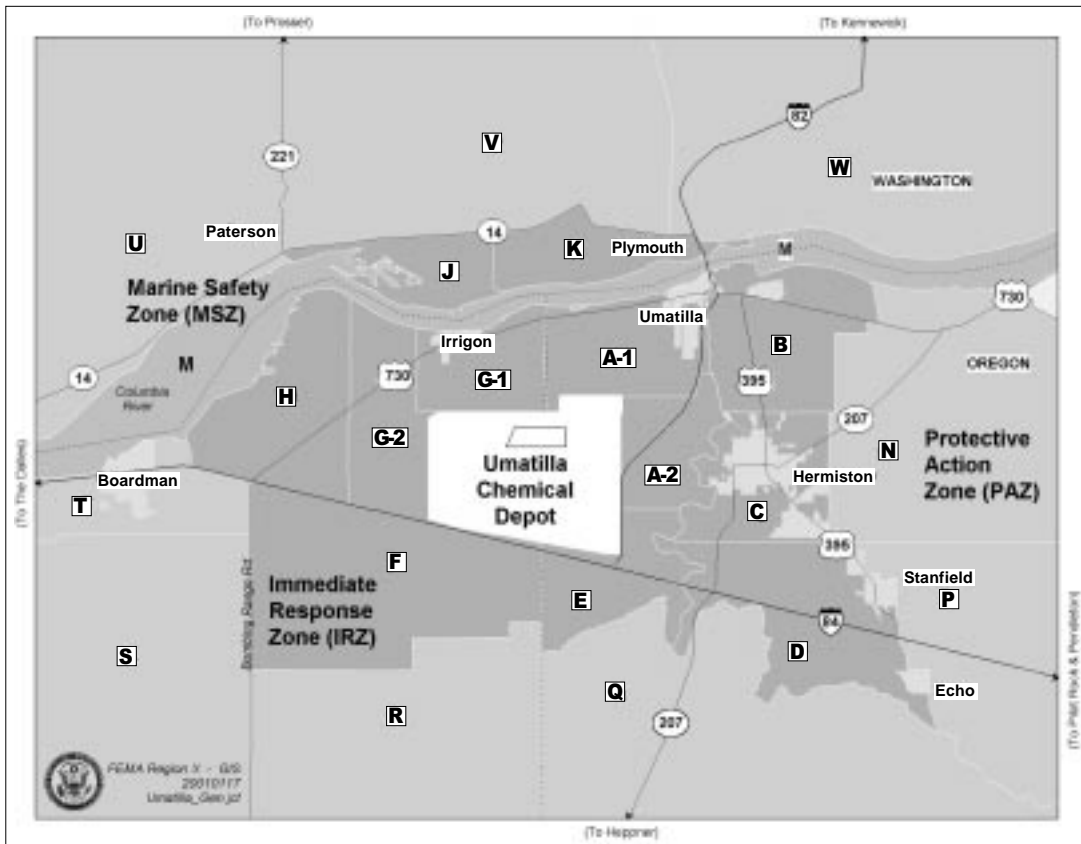 (To Prosser)
(To Kennewick)
82
V
221
W
WASHINGTON
Paterson
14
U
K
Plymouth
M
J
Marine Safety
Zone (MSZ)
730
Umatilla
Irrigon
B
M
A-1
OREGON
14
730
G-1
395
Columbia
River
H
207
G-2
N
Protective
Action
Zone (PAZ)
Umatilla
Chemical
Depot
(To The Dalles)
Boardman
A-2
Hermiston
T
C
395
F
Stanfield
Immediate
Response
Zone (IRZ)
E
P
84
Bombing Range Rd
S
D
Q
Echo
R
207
(To Pilot Rock & Pendleton)
FEMA Region X - GIS
29010117
Umatilla_Gen.jcf
(To Heppner)